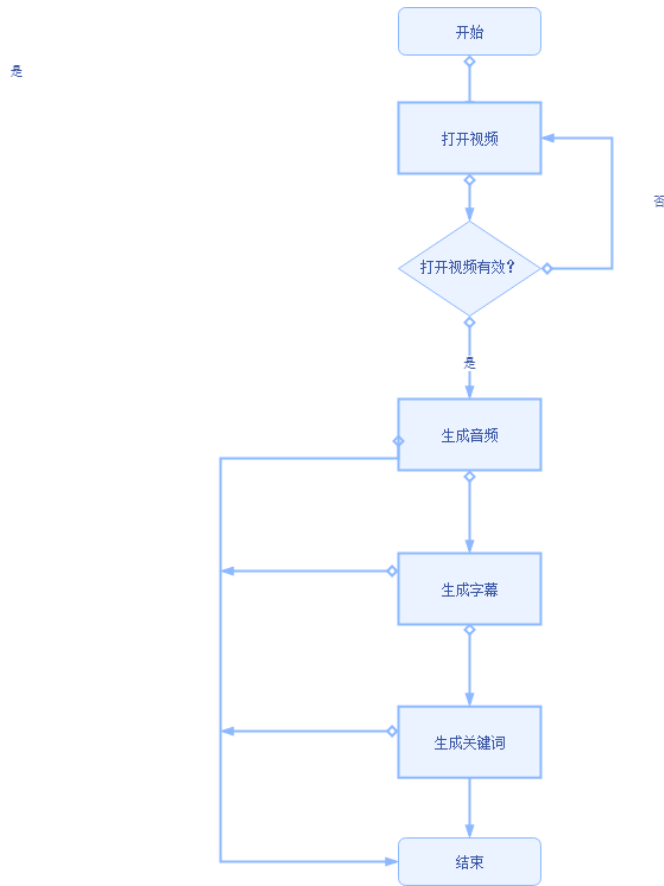 开始
是
打开视频
否
打开视频有效?
是
生成音频
生成字幕
生成关键词
结束